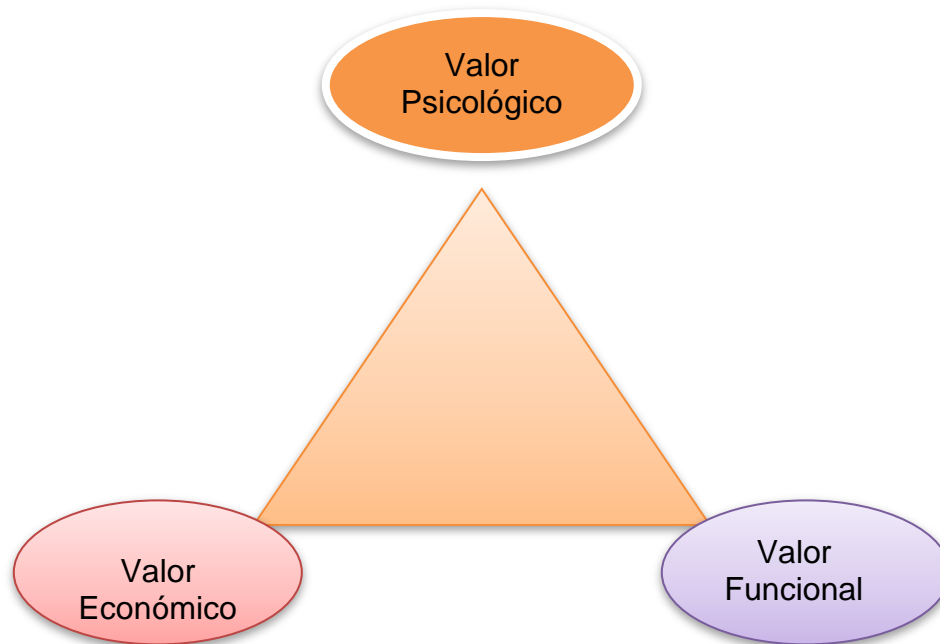 Valor
Psicológico
Valor
Económico
Valor
Funcional